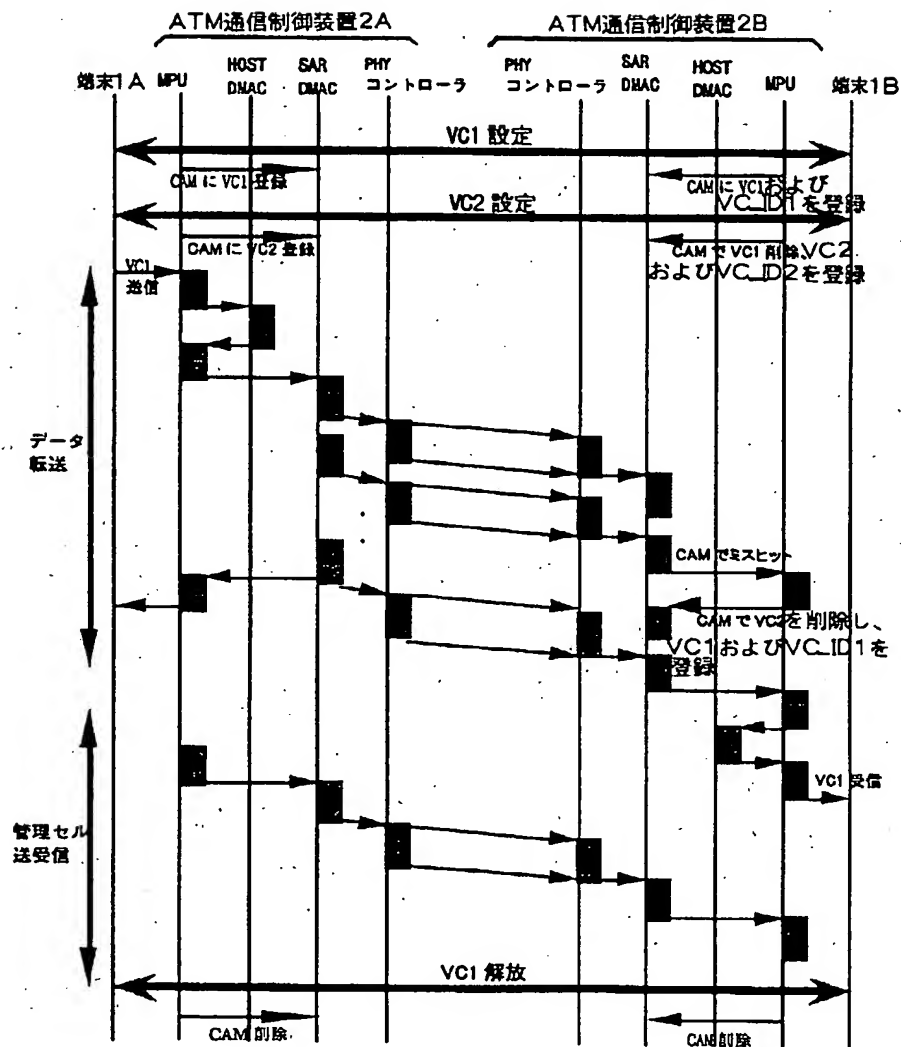 ATM通信制御装置2A
ATM通信制御装置2B
端末1A
MPU
HOST
DMAC
SAR
DMAC
PHY
コントローラ
PHY
コントローラ
SAR
DMAC
HOST
DMAC
MPU
端末1B
VC1 設定
CAM に VC1 登録
CAM に VC1および
VC_ID1を登録
VC2 設定
CAM に VC2 登録
CAM で VC1 削除、VC2
およびVC_ID2を登録
VC1
送信
データ
転送
CAM でミスヒット
CAM で VC2を削除し、
VC1およびVC_ID1を
登録
VC1 受信
管理セル
送受信
VC1 解放
CAM 削除
CAM 削除